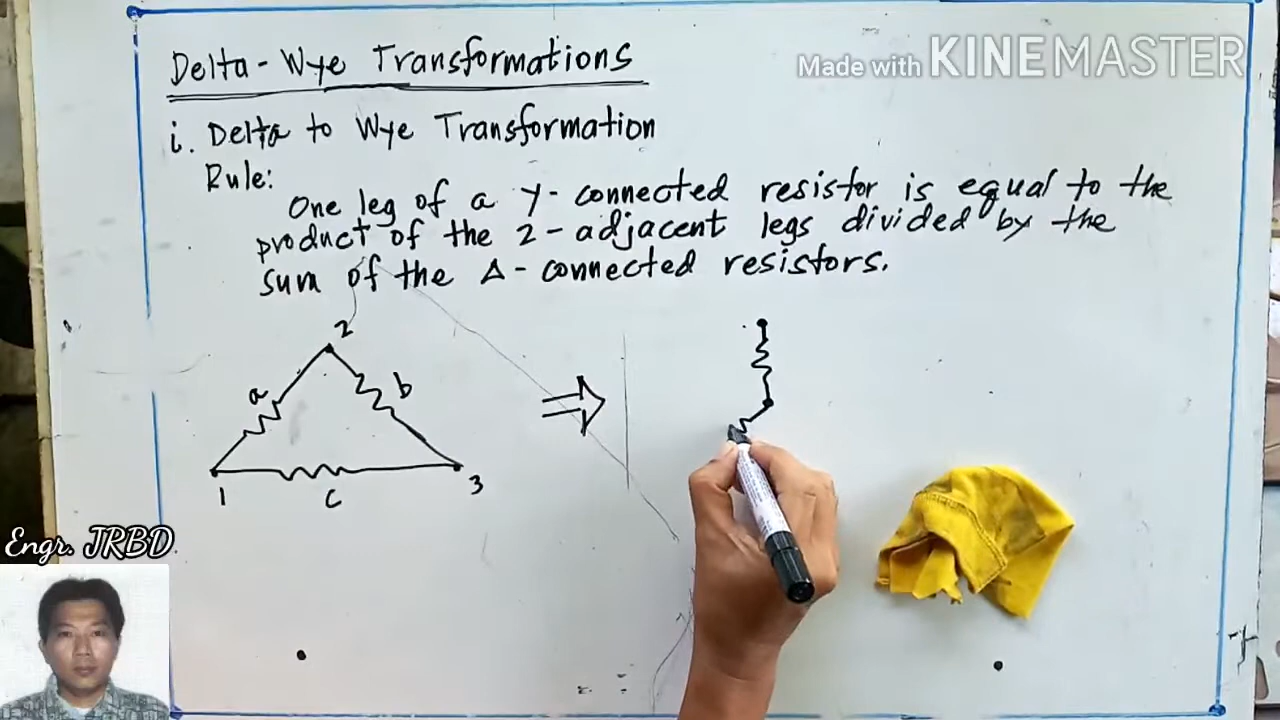 Made with KINEMASTER
Delta - Wye Transformations
i. Delta to Wye Transformation
Rule:
One leg of a Y - connected resistor is equal to the
product of the 2 - adjacent legs divided by the
sum of the Δ - connected resistors.
2
a
b
1
c
3
Engr. JRBD